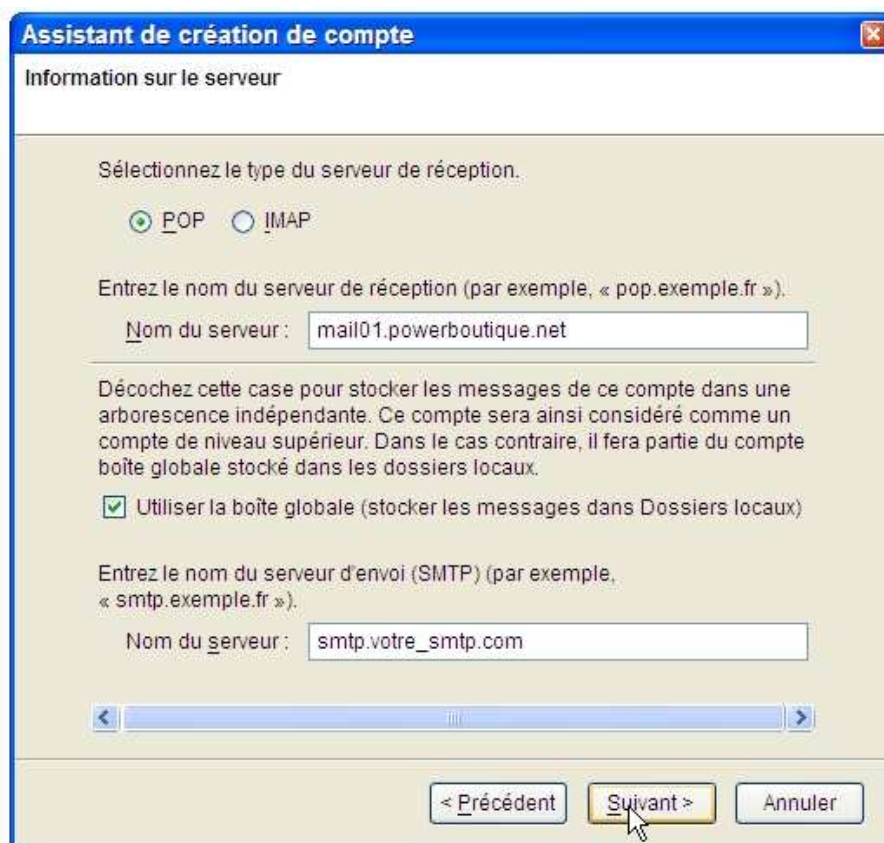 Assistant de création de compte
Information sur le serveur
Sélectionnez le type du serveur de réception.
POP IMAP
Entrez le nom du serveur de réception (par exemple, « pop.exemple.fr »).
Nom du serveur : mail01.powerboutique.net
Décochez cette case pour stocker les messages de ce compte dans une
arborescence indépendante. Ce compte sera ainsi considéré comme un
compte de niveau supérieur. Dans le cas contraire, il fera partie du compte
boîte globale stocké dans les dossiers locaux.
Utiliser la boîte globale (stocker les messages dans Dossiers locaux)
Entrez le nom du serveur d'envoi (SMTP) (par exemple,
« smtp.exemple.fr »).
Nom du serveur : smtp.votre_smtp.com
< Précédent Suivant > Annuler